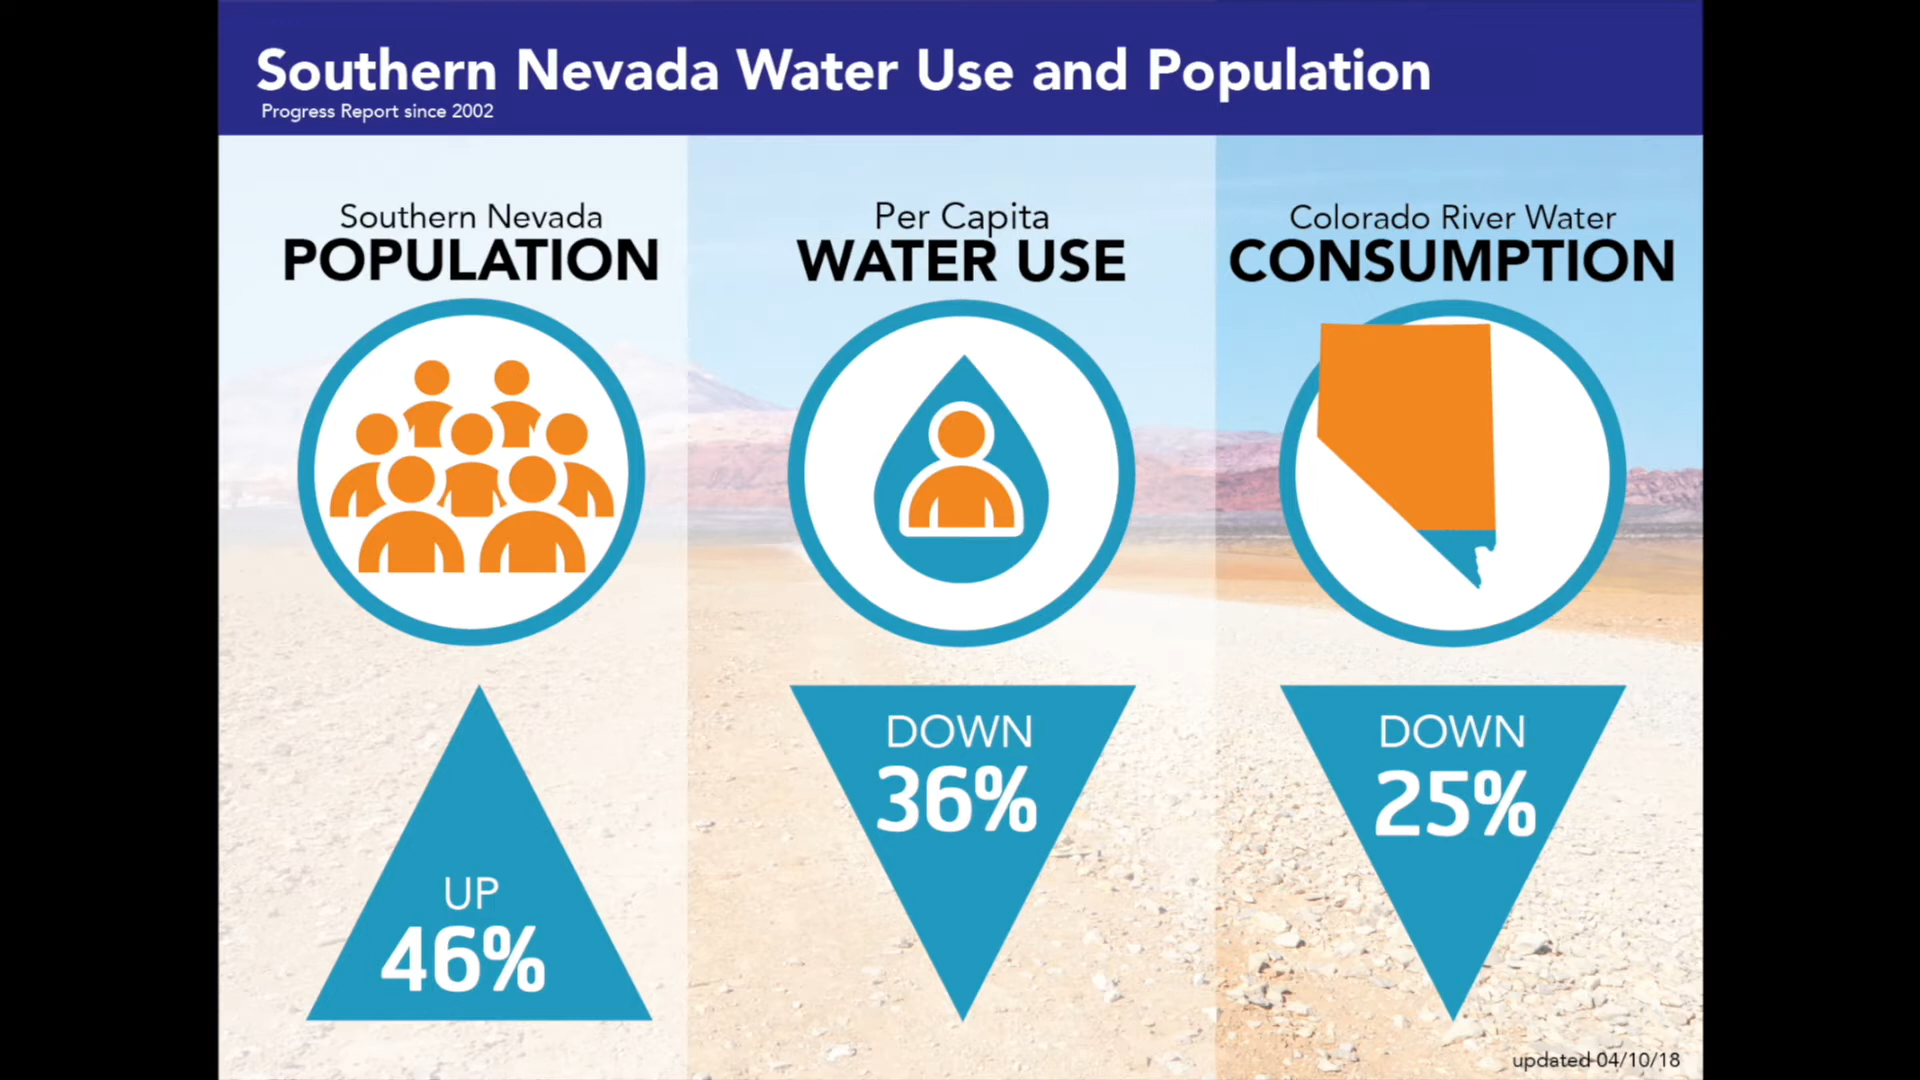 Southern Nevada Water Use and Population
Progress Report since 2002
Southern Nevada
POPULATION
UP
46%
Per Capita
WATER USE
DOWN
36%
Colorado River Water
CONSUMPTION
DOWN
25%
updated 04/10/18